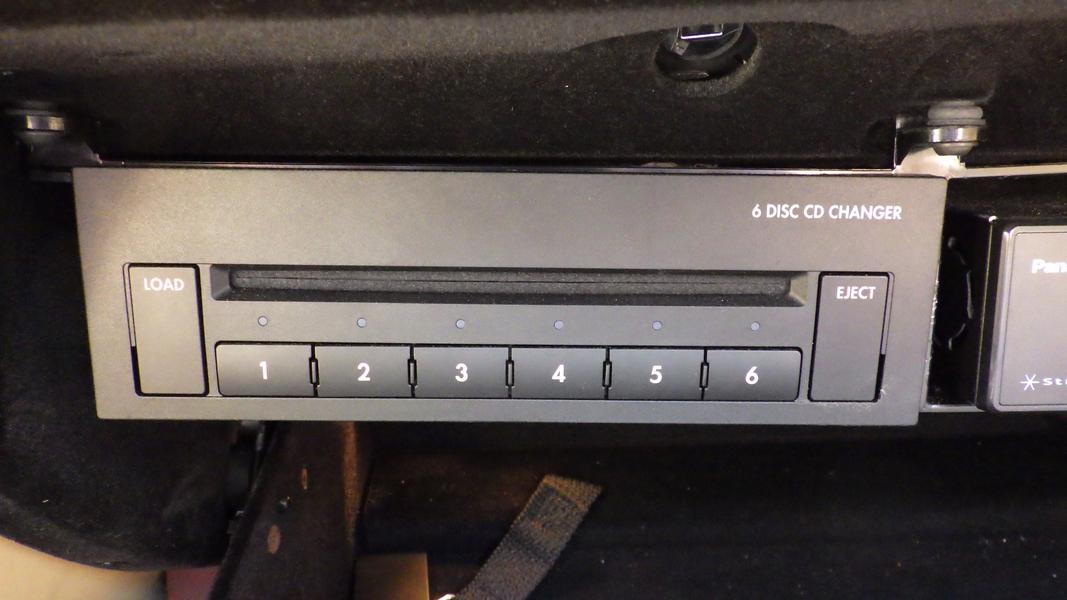 6 DISC CD CHANGER
LOAD
EJECT
1 2 3 4 5 6